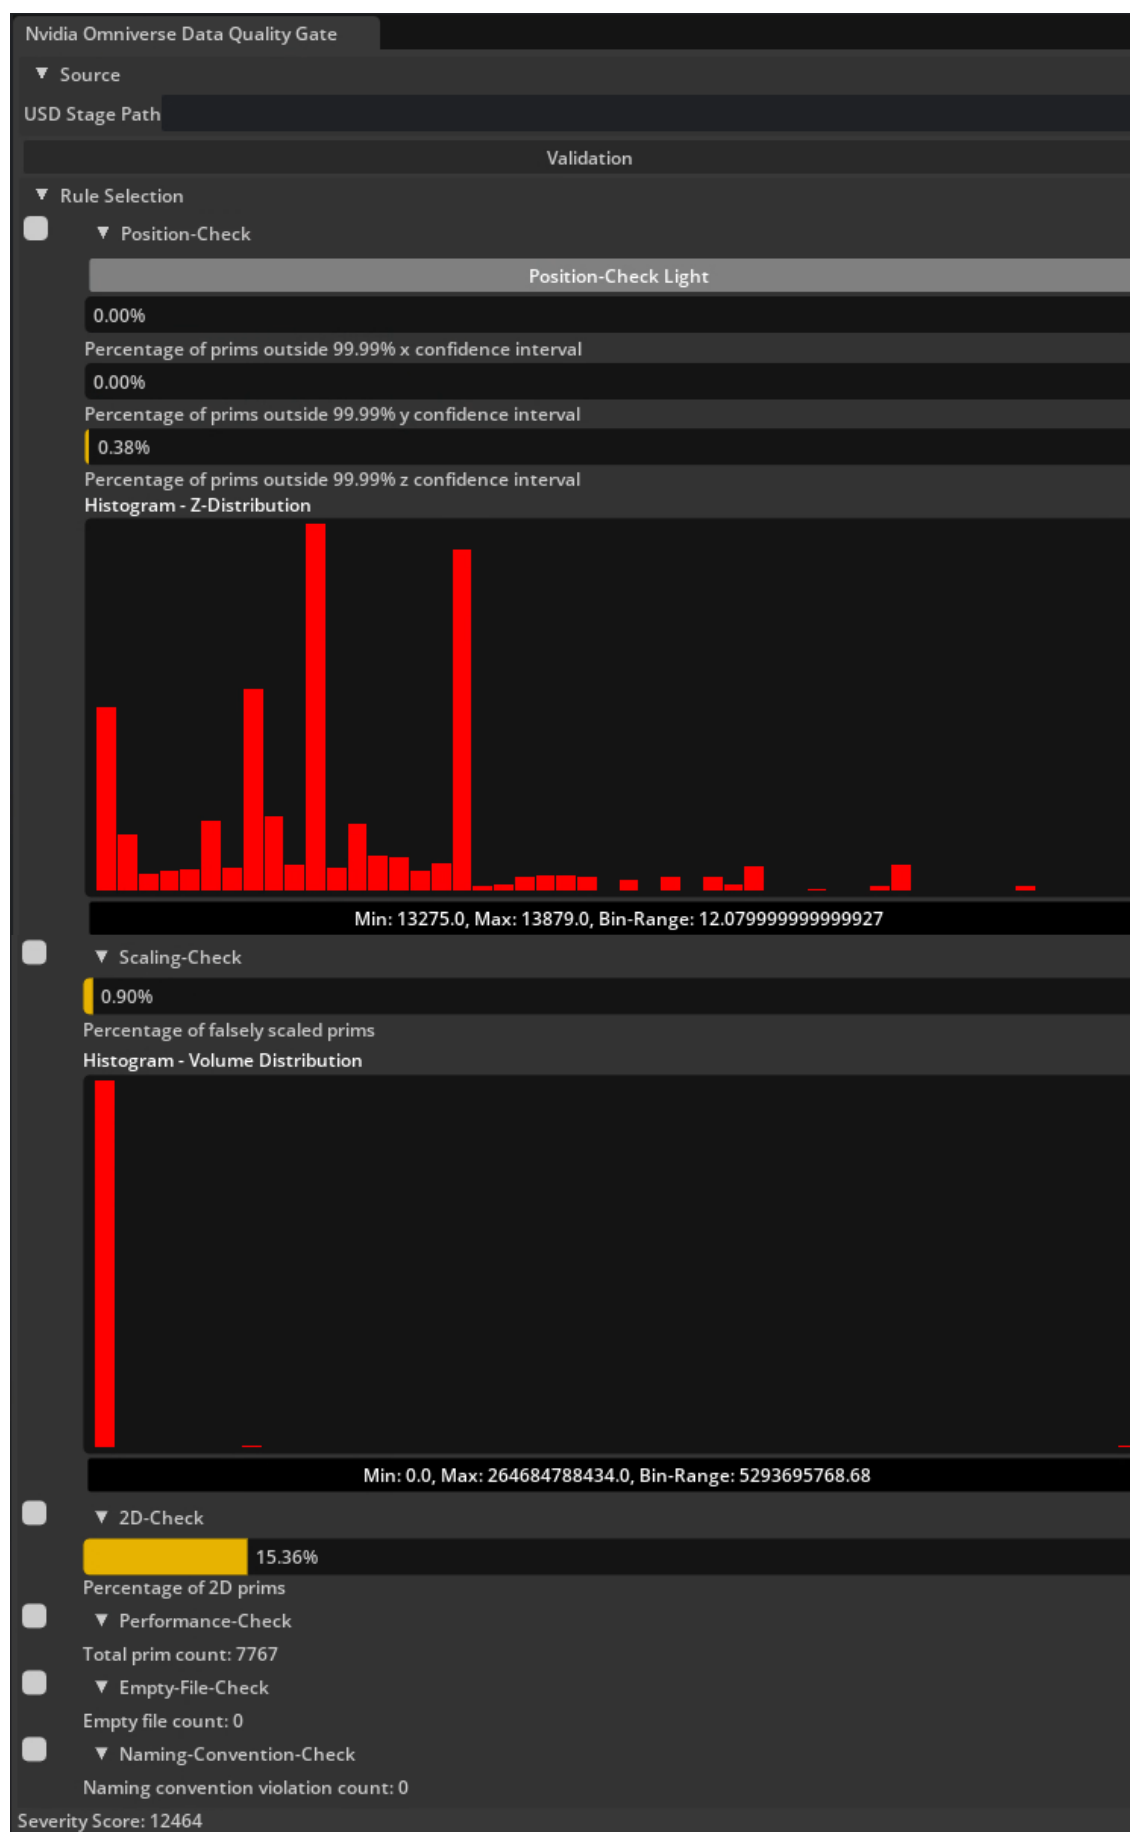 Nvidia Omniverse Data Quality Gate
Source
USD Stage Path
Validation
Rule Selection
Position-Check
Position-Check Light
0.00%
Percentage of prims outside 99.99% x confidence interval
0.00%
Percentage of prims outside 99.99% y confidence interval
0.38%
Percentage of prims outside 99.99% z confidence interval
Histogram - Z-Distribution
Min: 13275.0, Max: 13879.0, Bin-Range: 12.079999999999927
Scaling-Check
0.90%
Percentage of falsely scaled prims
Histogram - Volume Distribution
Min: 0.0, Max: 264684788434.0, Bin-Range: 5293695768.68
2D-Check
15.36%
Percentage of 2D prims
Performance-Check
Total prim count: 7767
Empty-File-Check
Empty file count: 0
Naming-Convention-Check
Naming convention violation count: 0
Severity Score: 12464